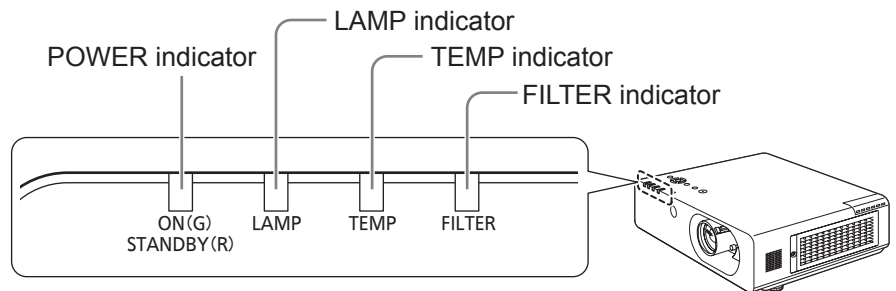 LAMP indicator
POWER indicator
TEMP indicator
FILTER indicator
ON(G)
STANDBY(R)
LAMP
TEMP
FILTER